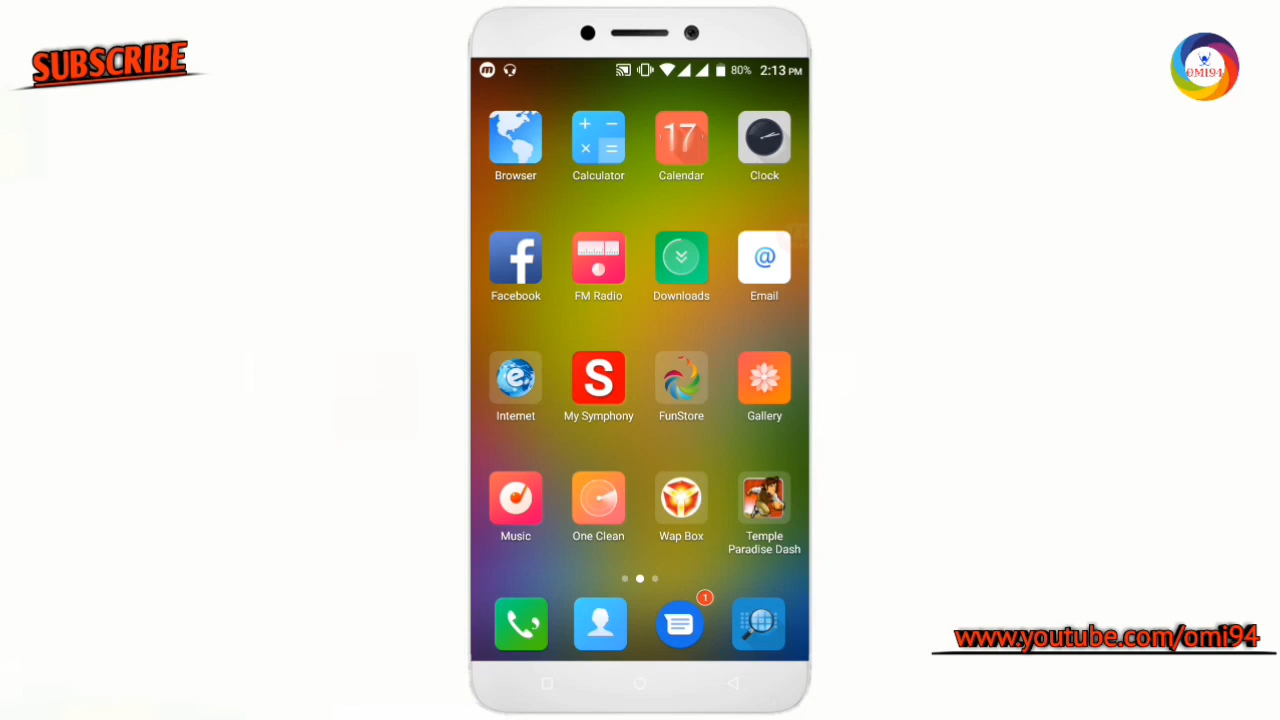 SUBSCRIBE
OMI94
m
80% 2:13 PM
+ −
× =
17
Browser Calculator Calendar Clock
f
@
Facebook FM Radio Downloads Email
e
S
Internet My Symphony FunStore Gallery
Music One Clean Wap Box Temple
Paradise Dash
1
www.youtube.com/omi94